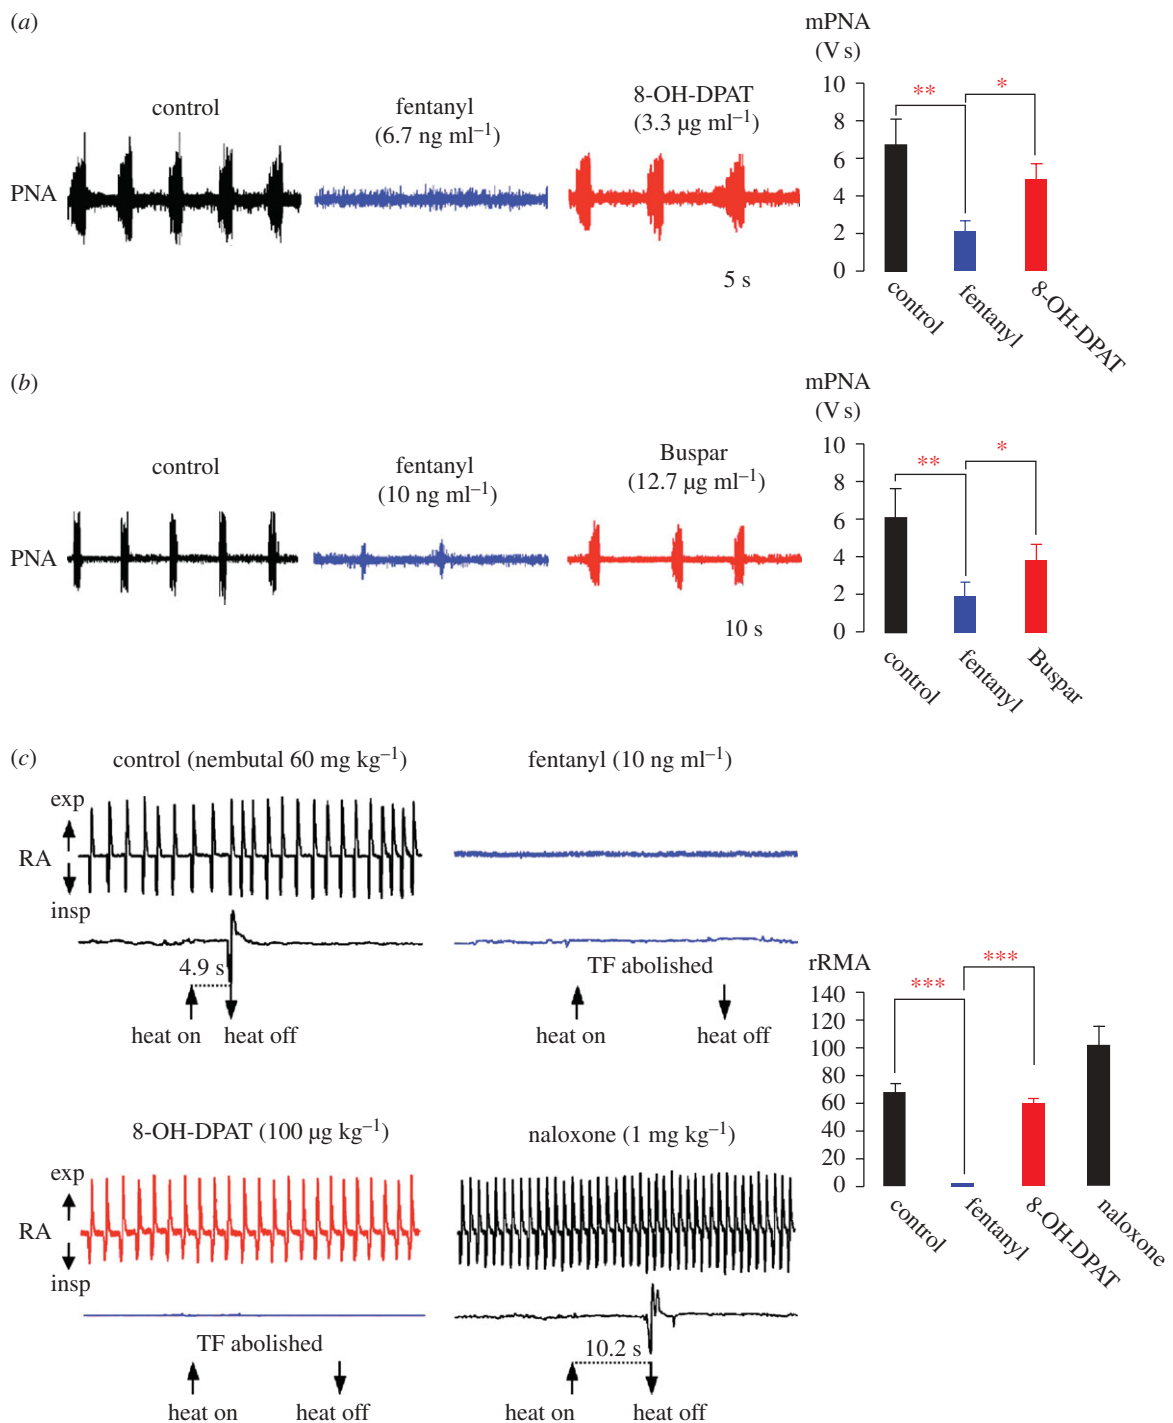 (a)
control
fentanyl
(6.7 ng ml⁻¹)
8-OH-DPAT
(3.3 µg ml⁻¹)
PNA
5 s
mPNA
(V s)
10
8
6
4
2
0
**
*
control
fentanyl
8-OH-DPAT
(b)
control
fentanyl
(10 ng ml⁻¹)
Buspar
(12.7 µg ml⁻¹)
PNA
10 s
mPNA
(V s)
10
8
6
4
2
0
**
*
control
fentanyl
Buspar
(c)
control (nembutal 60 mg kg⁻¹)
exp
RA
insp
4.9 s
heat on
heat off
fentanyl (10 ng ml⁻¹)
TF abolished
heat on
heat off
8-OH-DPAT (100 µg kg⁻¹)
exp
RA
insp
TF abolished
heat on
heat off
naloxone (1 mg kg⁻¹)
10.2 s
heat on
heat off
rRMA
140
120
100
80
60
40
20
0
***
***
control
fentanyl
8-OH-DPAT
naloxone